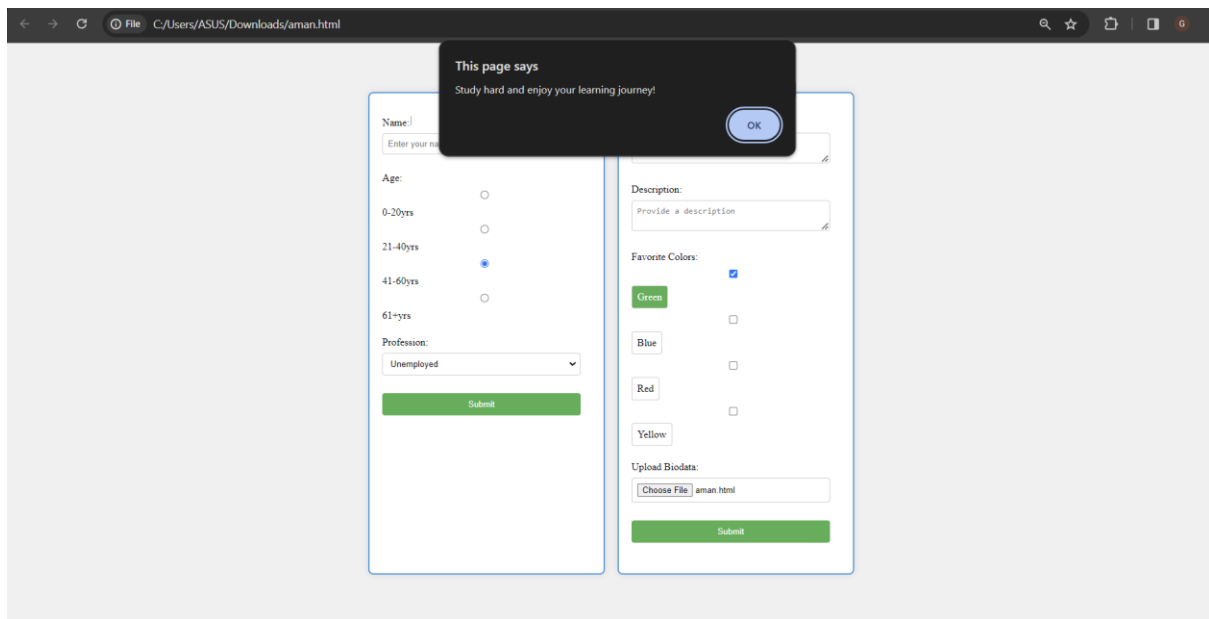 File C:/Users/ASUS/Downloads/aman.html
G
This page says
Study hard and enjoy your learning journey!
OK
Name:
Enter your na
Age:
0-20yrs
21-40yrs
41-60yrs
61+yrs
Profession:
Unemployed
Submit
Description:
Provide a description
Favorite Colors:
Green
Blue
Red
Yellow
Upload Biodata:
Choose File aman.html
Submit